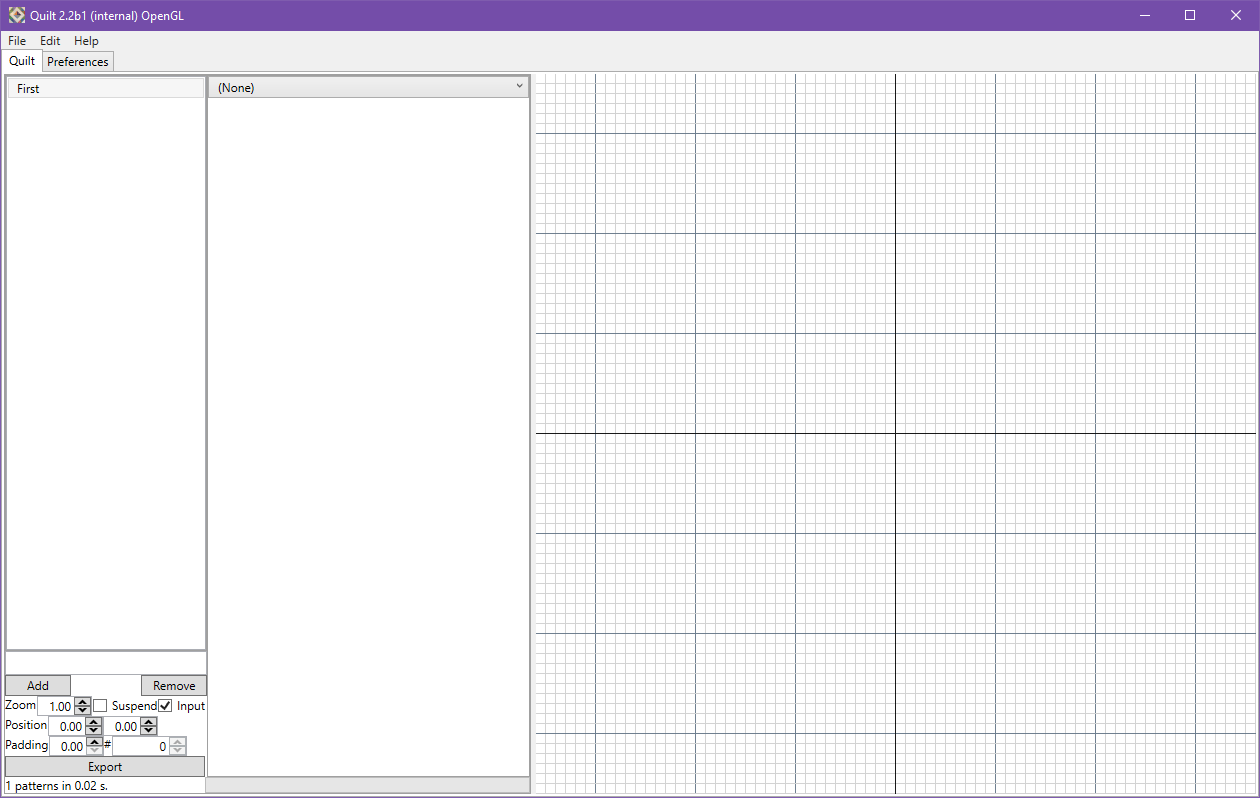 Quilt 2.2b1 (internal) OpenGL
File Edit Help
Quilt Preferences
First (None)
Add Remove
Zoom 1.00 Suspend Input
Position 0.00 0.00
Padding 0.00 # 0
Export
1 patterns in 0.02 s.